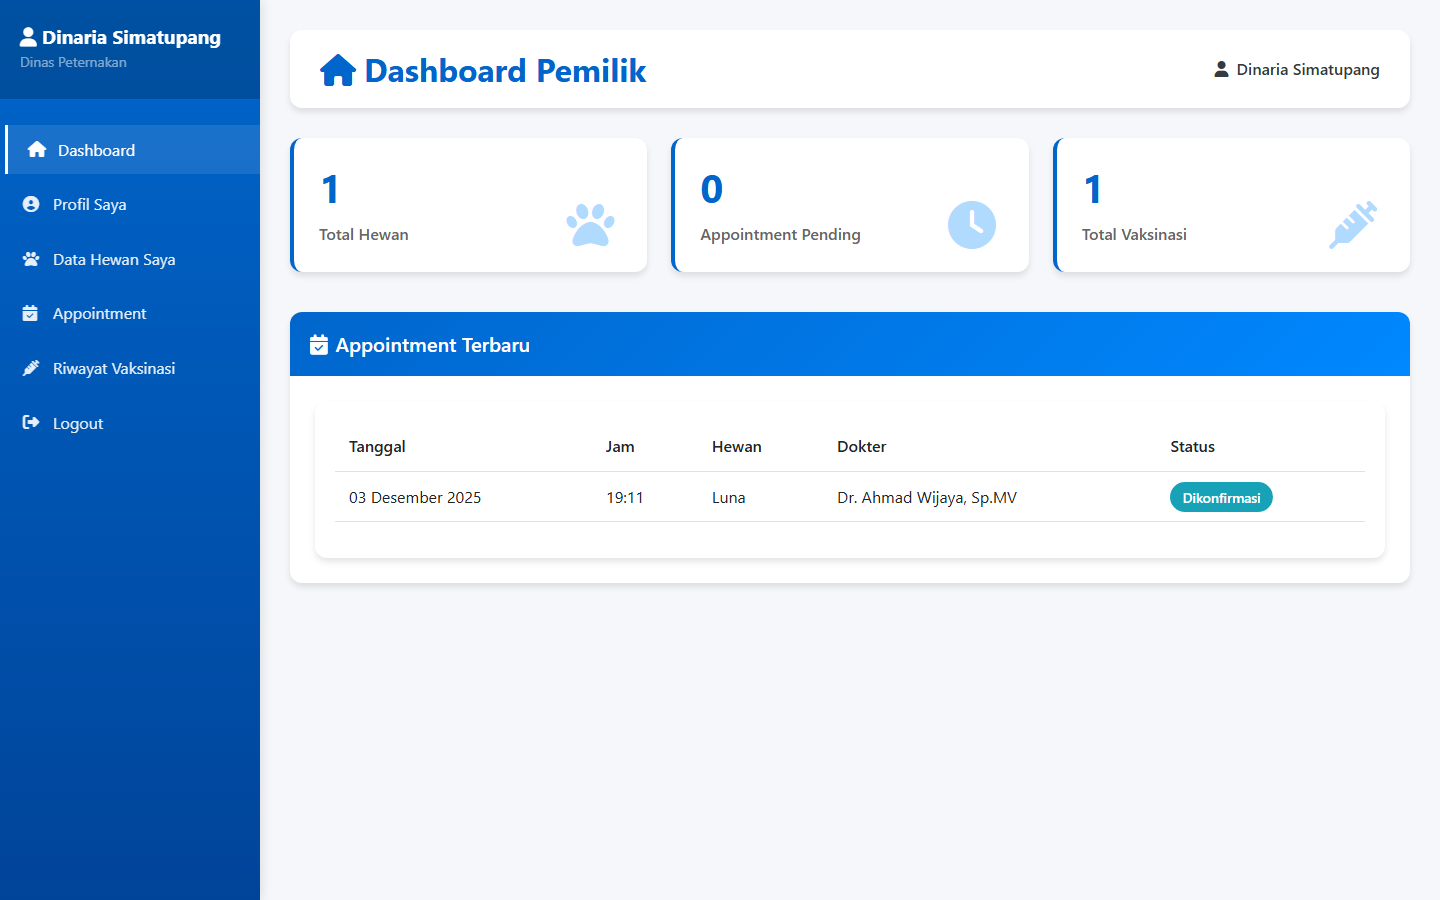 Dinaria Simatupang
Dinas Peternakan
Dashboard
Profil Saya
Data Hewan Saya
Appointment
Riwayat Vaksinasi
Logout
Dashboard Pemilik
Dinaria Simatupang
1
Total Hewan
0
Appointment Pending
1
Total Vaksinasi
Appointment Terbaru
Tanggal Jam Hewan Dokter Status
03 Desember 2025 19:11 Luna Dr. Ahmad Wijaya, Sp.MV Dikonfirmasi